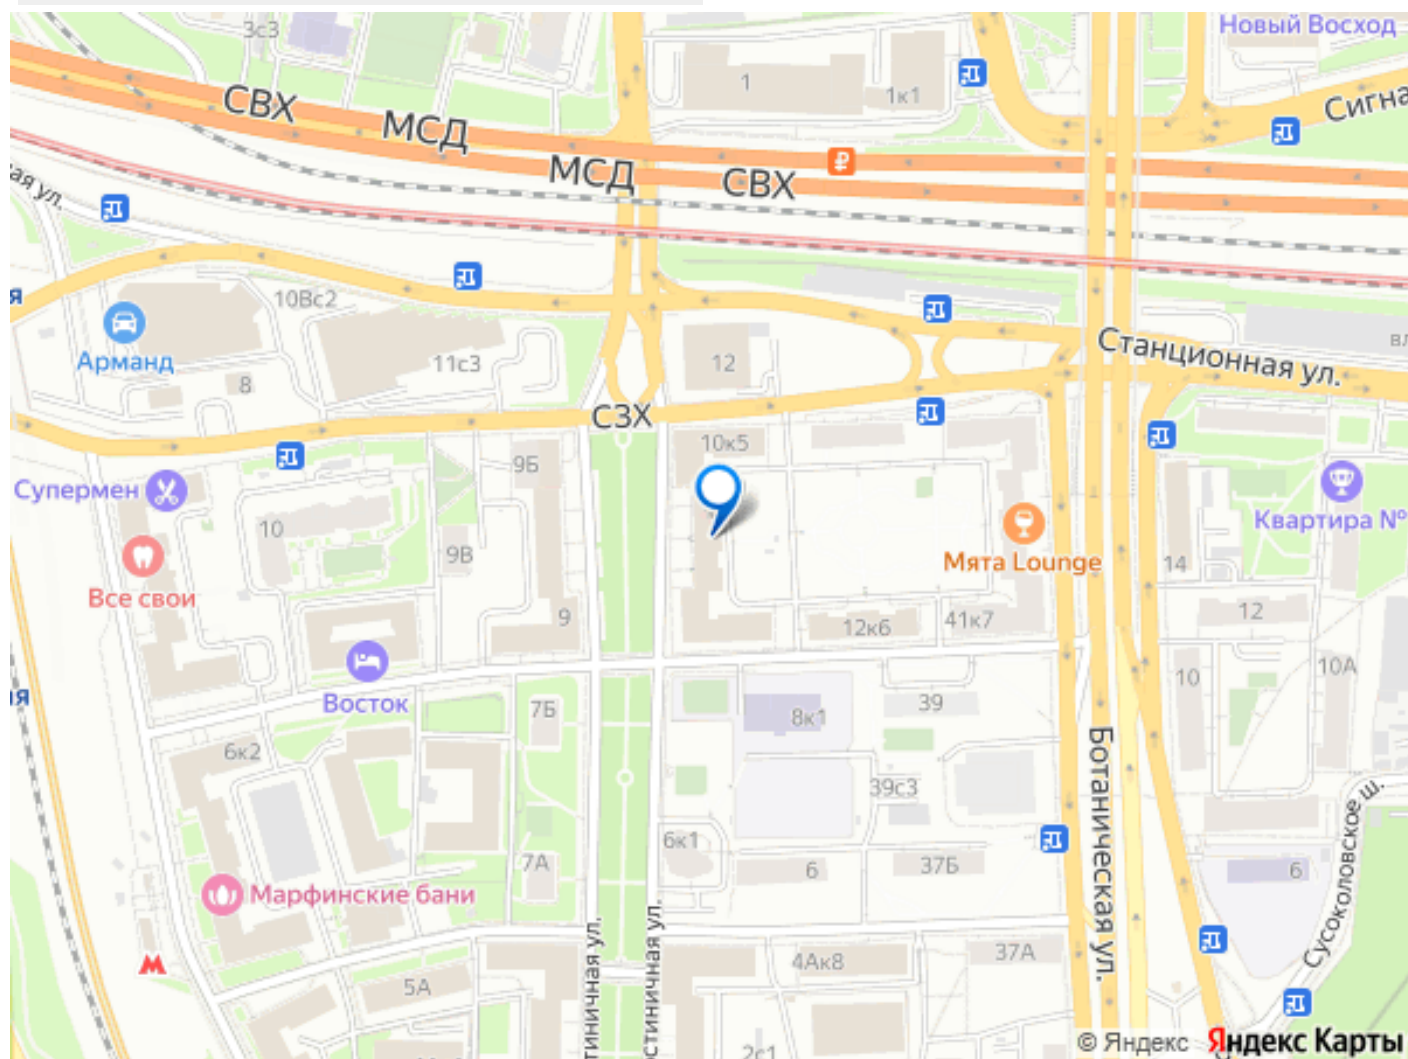 Новый Восход
3с3
1
1к1
СВХ
МСД
Сигна
МСД
СВХ
ая ул.
я
10Вс2
Арманд
8
11с3
12
Станционная ул.
вл
СЗХ
10к5
9Б
Супермен
10
9В
Квартира №
Мята Lounge
14
Все свои
9
12к6
41к7
12
10
10А
ая
Восток
7Б
8к1
39
6к2
39с3
Ботаническая ул.
Сусоколовское ш.
6к1
7А
6
37Б
6
Марфинские бани
тиничная ул.
остиничная ул.
4Ак8
37А
5А
2с1
© Яндекс
Яндекс Карты